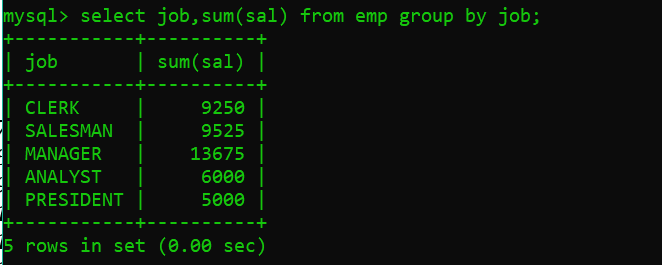 mysql> select job,sum(sal) from emp group by job;
+-----------+----------+
| job       | sum(sal) |
+-----------+----------+
| CLERK     |     9250 |
| SALESMAN  |     9525 |
| MANAGER   |    13675 |
| ANALYST   |     6000 |
| PRESIDENT |     5000 |
+-----------+----------+
5 rows in set (0.00 sec)